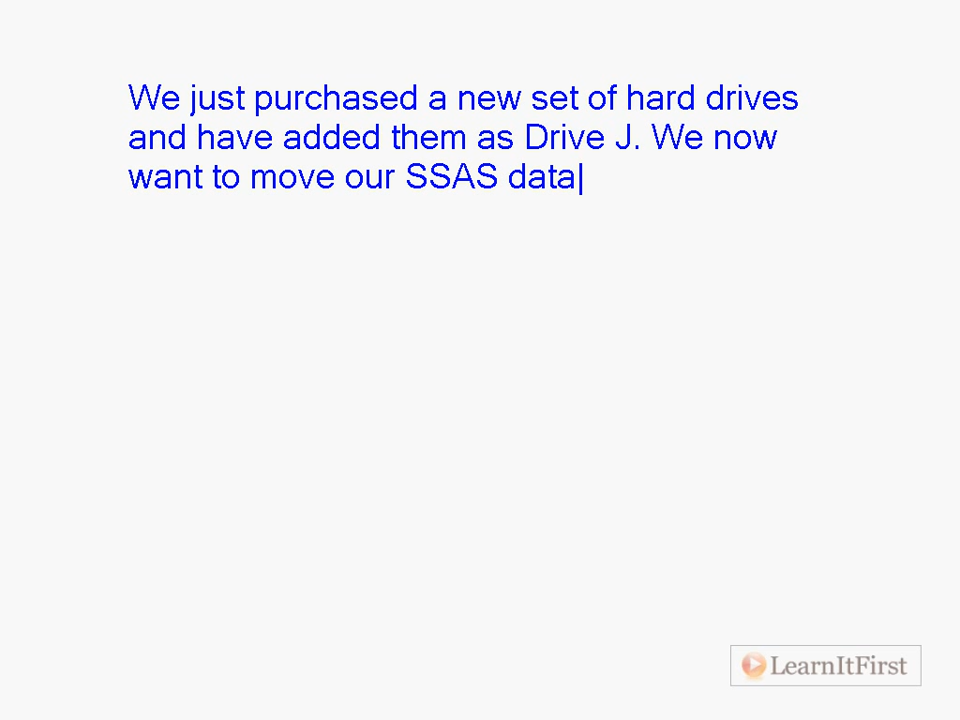 We just purchased a new set of hard drives
and have added them as Drive J. We now
want to move our SSAS data
LearnItFirst